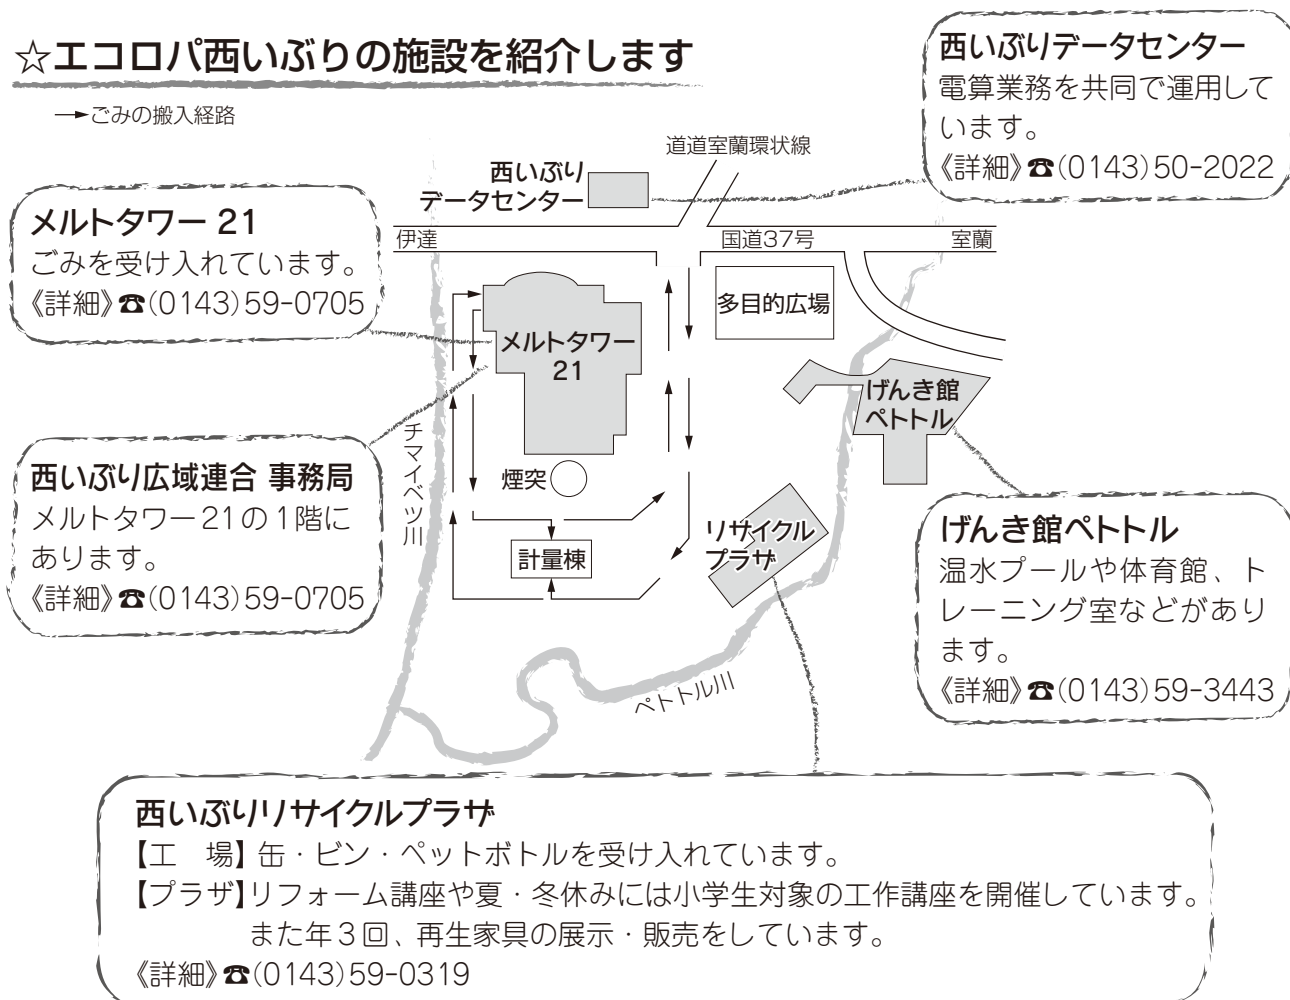 ☆エコロパ西いぶりの施設を紹介します
→ごみの搬入経路
西いぶりデータセンター
電算業務を共同で運用して
います。
《詳細》☎(0143)50-2022
道道室蘭環状線
西いぶり
データセンター
伊達
国道37号
室蘭
メルトタワー 21
ごみを受け入れています。
《詳細》☎(0143)59-0705
メルトタワー
21
多目的広場
げんき館
ペトトル
チマイベツ川
煙突
計量棟
リサイクル
プラザ
ペトトル川
西いぶり広域連合 事務局
メルトタワー21の1階に
あります。
《詳細》☎(0143)59-0705
げんき館ペトトル
温水プールや体育館、ト
レーニング室などがあり
ます。
《詳細》☎(0143)59-3443
西いぶりリサイクルプラザ
【工　場】缶・ビン・ペットボトルを受け入れています。
【プラザ】リフォーム講座や夏・冬休みには小学生対象の工作講座を開催しています。
また年3回、再生家具の展示・販売をしています。
《詳細》☎(0143)59-0319